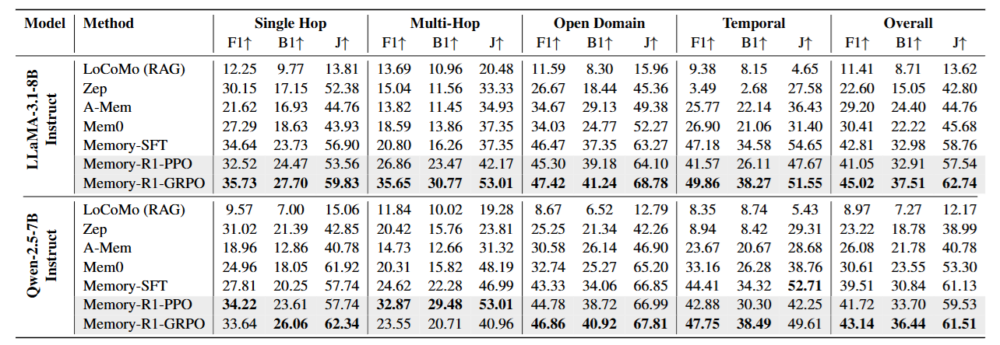 Model Method Single Hop Multi-Hop Open Domain Temporal Overall
F1↑ B1↑ J↑ F1↑ B1↑ J↑ F1↑ B1↑ J↑ F1↑ B1↑ J↑ F1↑ B1↑ J↑
LLaMA-3.1-8B
Instruct
LoCoMo (RAG) 12.25 9.77 13.81 13.69 10.96 20.48 11.59 8.30 15.96 9.38 8.15 4.65 11.41 8.71 13.62
Zep 30.15 17.15 52.38 15.04 11.56 33.33 26.67 18.44 45.36 3.49 2.68 27.58 22.60 15.05 42.80
A-Mem 21.62 16.93 44.76 13.82 11.45 34.93 34.67 29.13 49.38 25.77 22.14 36.43 29.20 24.40 44.76
Mem0 27.29 18.63 43.93 18.59 13.86 37.35 34.03 24.77 52.27 26.90 21.06 31.40 30.41 22.22 45.68
Memory-SFT 34.64 23.73 56.90 20.80 16.26 37.35 46.47 37.35 63.27 47.18 34.58 54.65 42.81 32.98 58.76
Memory-R1-PPO 32.52 24.47 53.56 26.86 23.47 42.17 45.30 39.18 64.10 41.57 26.11 47.67 41.05 32.91 57.54
Memory-R1-GRPO 35.73 27.70 59.83 35.65 30.77 53.01 47.42 41.24 68.78 49.86 38.27 51.55 45.02 37.51 62.74
Qwen-2.5-7B
Instruct
LoCoMo (RAG) 9.57 7.00 15.06 11.84 10.02 19.28 8.67 6.52 12.79 8.35 8.74 5.43 8.97 7.27 12.17
Zep 31.02 21.39 42.85 20.42 15.76 23.81 25.25 21.34 42.26 8.94 8.42 29.31 23.22 18.78 38.99
A-Mem 18.96 12.86 40.78 14.73 12.66 31.32 30.58 26.14 46.90 23.67 20.67 28.68 26.08 21.78 40.78
Mem0 24.96 18.05 61.92 20.31 15.82 48.19 32.74 25.27 65.20 33.16 26.28 38.76 30.61 23.55 53.30
Memory-SFT 27.81 20.25 57.74 24.62 22.28 46.99 43.33 34.06 66.85 44.41 34.32 52.71 39.51 30.84 61.13
Memory-R1-PPO 34.22 23.61 57.74 32.87 29.48 53.01 44.78 38.72 66.99 42.88 30.30 42.25 41.72 33.70 59.53
Memory-R1-GRPO 33.64 26.06 62.34 23.55 20.71 40.96 46.86 40.92 67.81 47.75 38.49 49.61 43.14 36.44 61.51